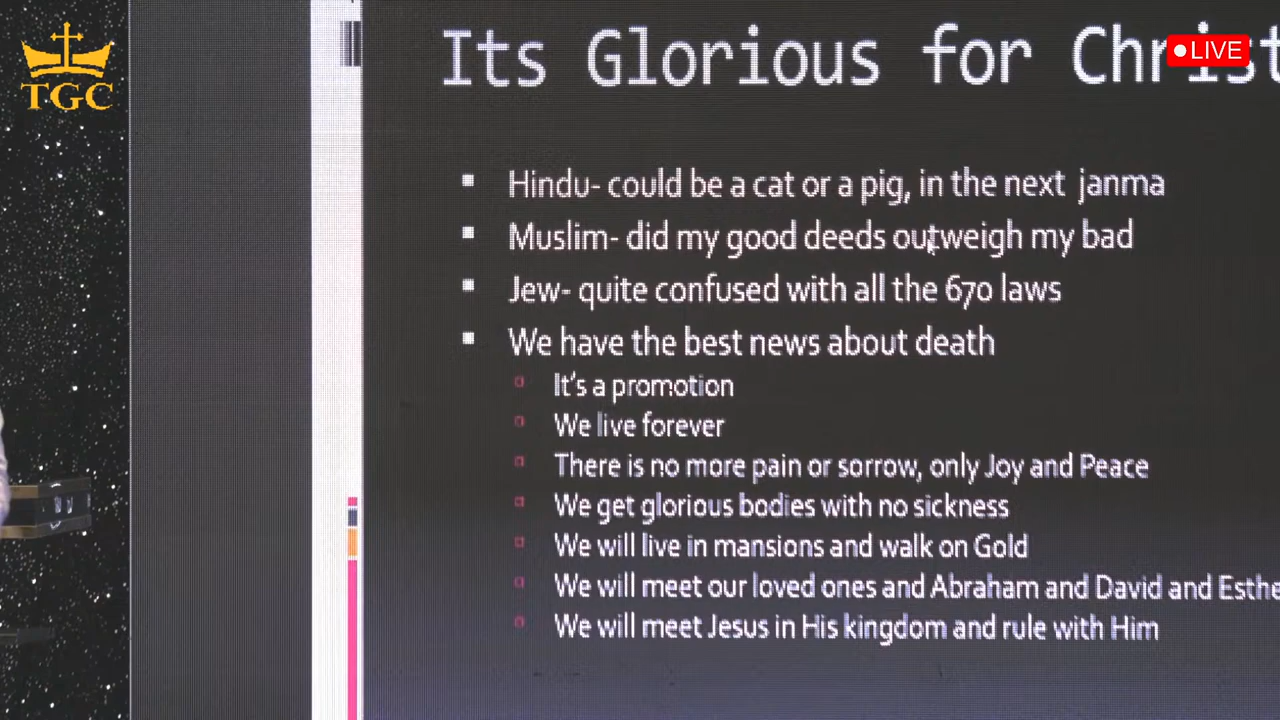 TGC
LIVE
Its Glorious for Christ
Hindu- could be a cat or a pig, in the next janma
Muslim- did my good deeds outweigh my bad
Jew- quite confused with all the 670 laws
We have the best news about death
It's a promotion
We live forever
There is no more pain or sorrow, only Joy and Peace
We get glorious bodies with no sickness
We will live in mansions and walk on Gold
We will meet our loved ones and Abraham and David and Esthe
We will meet Jesus in His kingdom and rule with Him